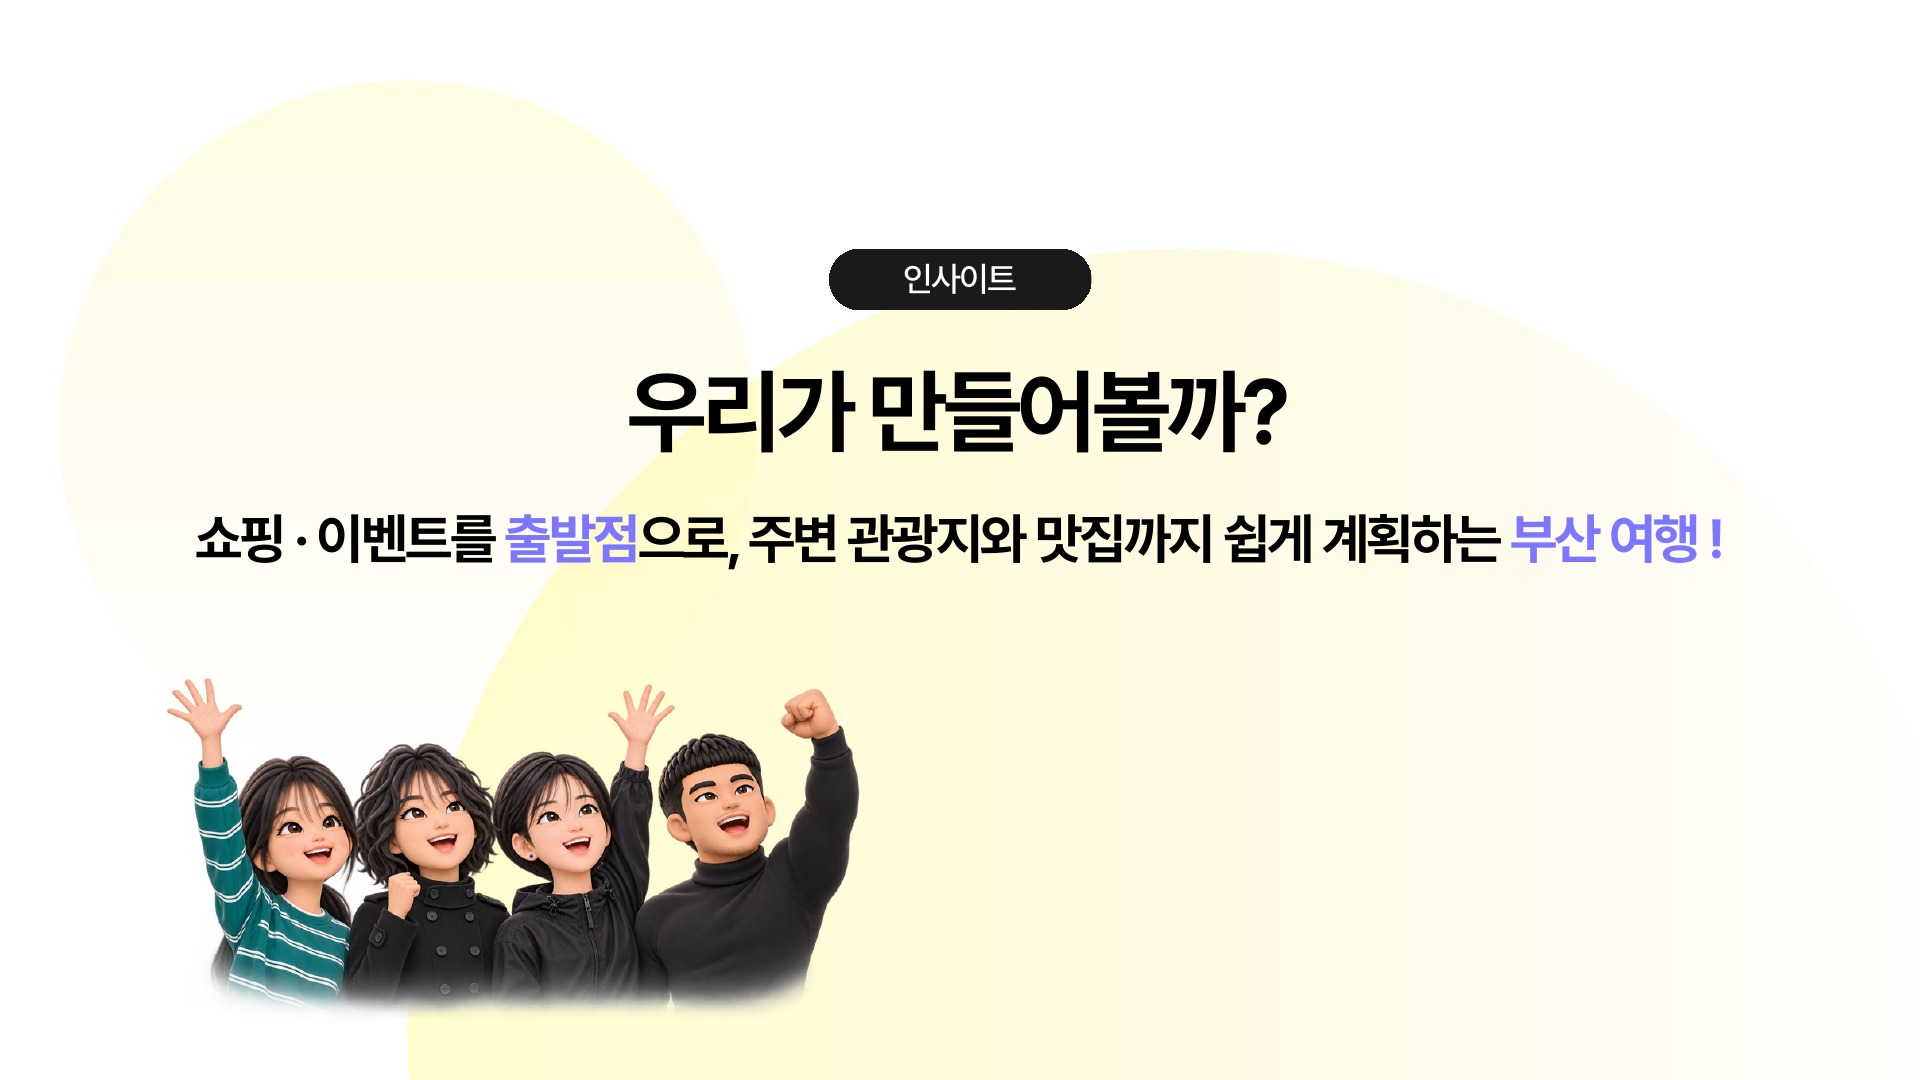 인사이트
우리가 만들어볼까?
쇼핑 · 이벤트를 출발점으로, 주변 관광지와 맛집까지 쉽게 계획하는 부산 여행 !